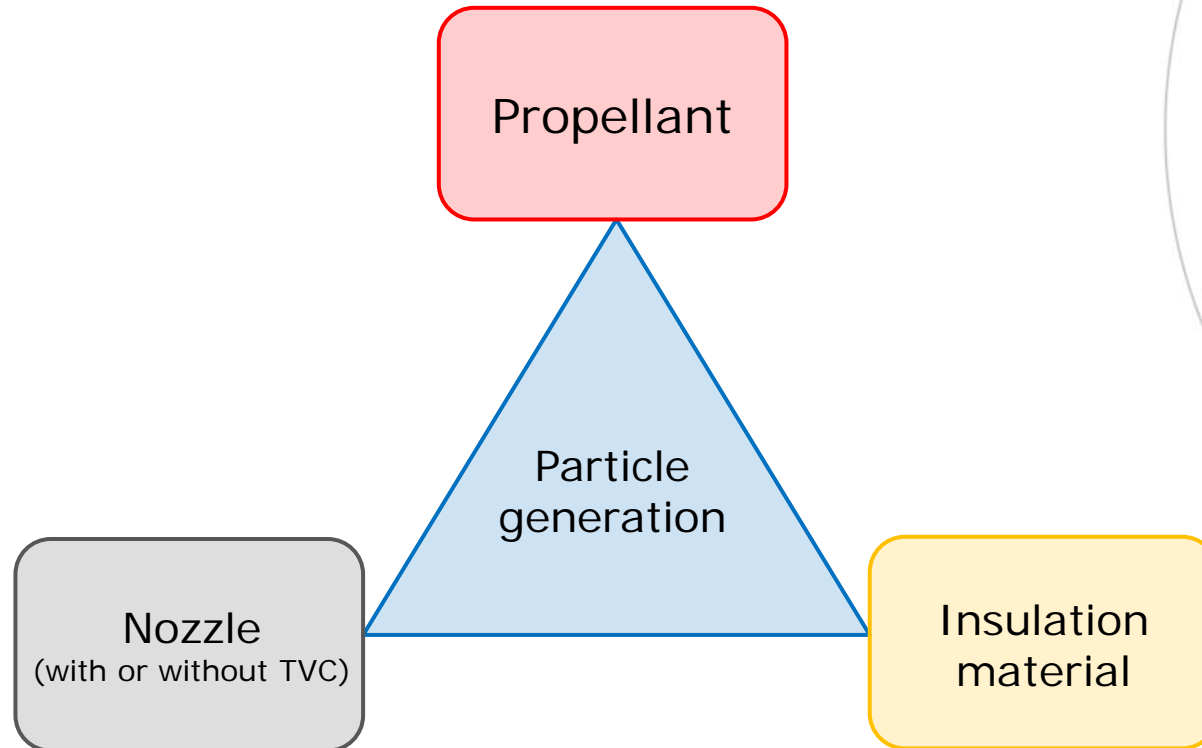 Propellant
Particle
generation
Nozzle
(with or without TVC)
Insulation
material